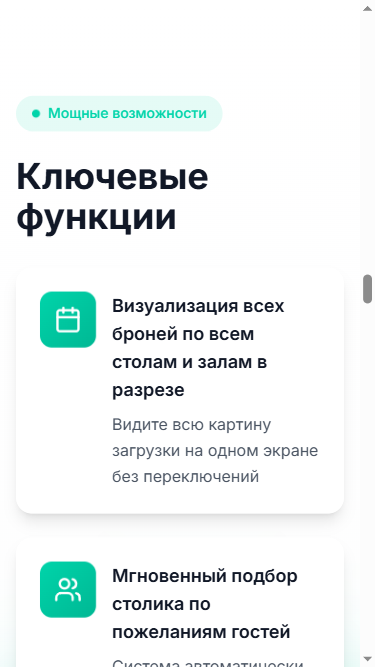 Мощные возможности
Ключевые
функции
Визуализация всех
броней по всем
столам и залам в
разрезе
Видите всю картину
загрузки на одном экране
без переключений
Мгновенный подбор
столика по
пожеланиям гостей
Система автоматически